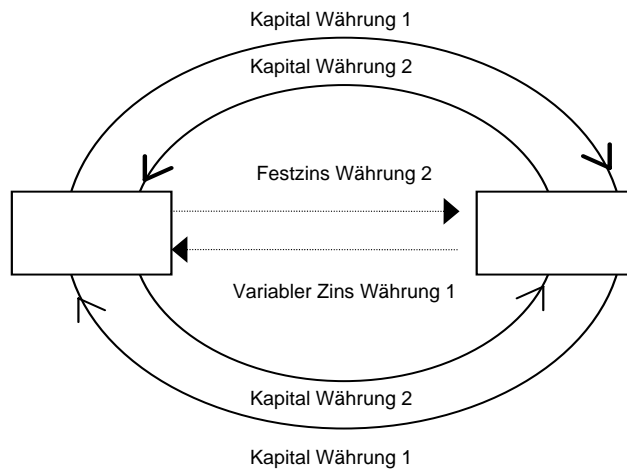 Kapital Währung 1
Kapital Währung 2
Festzins Währung 2
Variabler Zins Währung 1
Kapital Währung 2
Kapital Währung 1